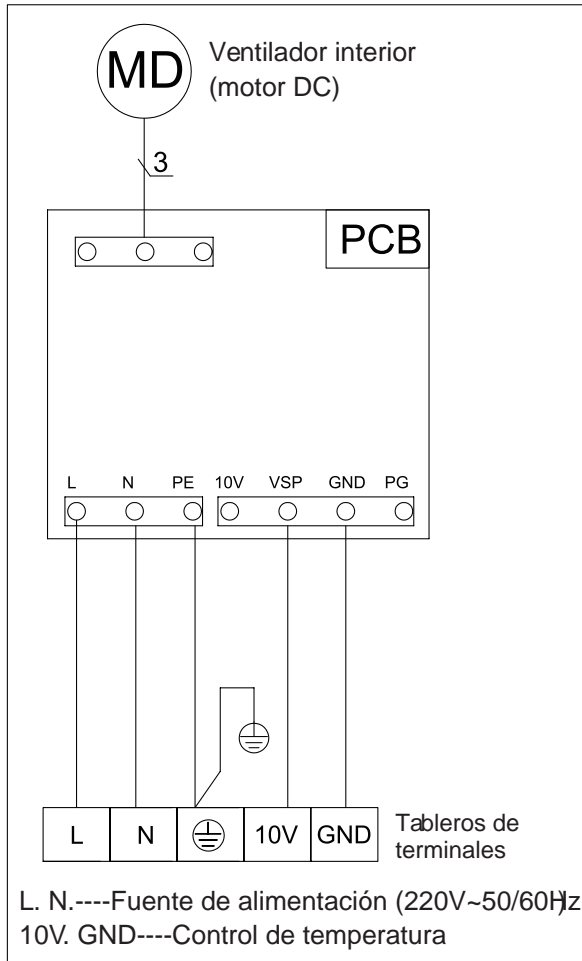 MD
Ventilador interior
(motor DC)
3
PCB
L N PE 10V VSP GND PG
L N 10V GND
Tableros de
terminales
L. N.----Fuente de alimentación (220V~50/60Hz
10V. GND----Control de temperatura